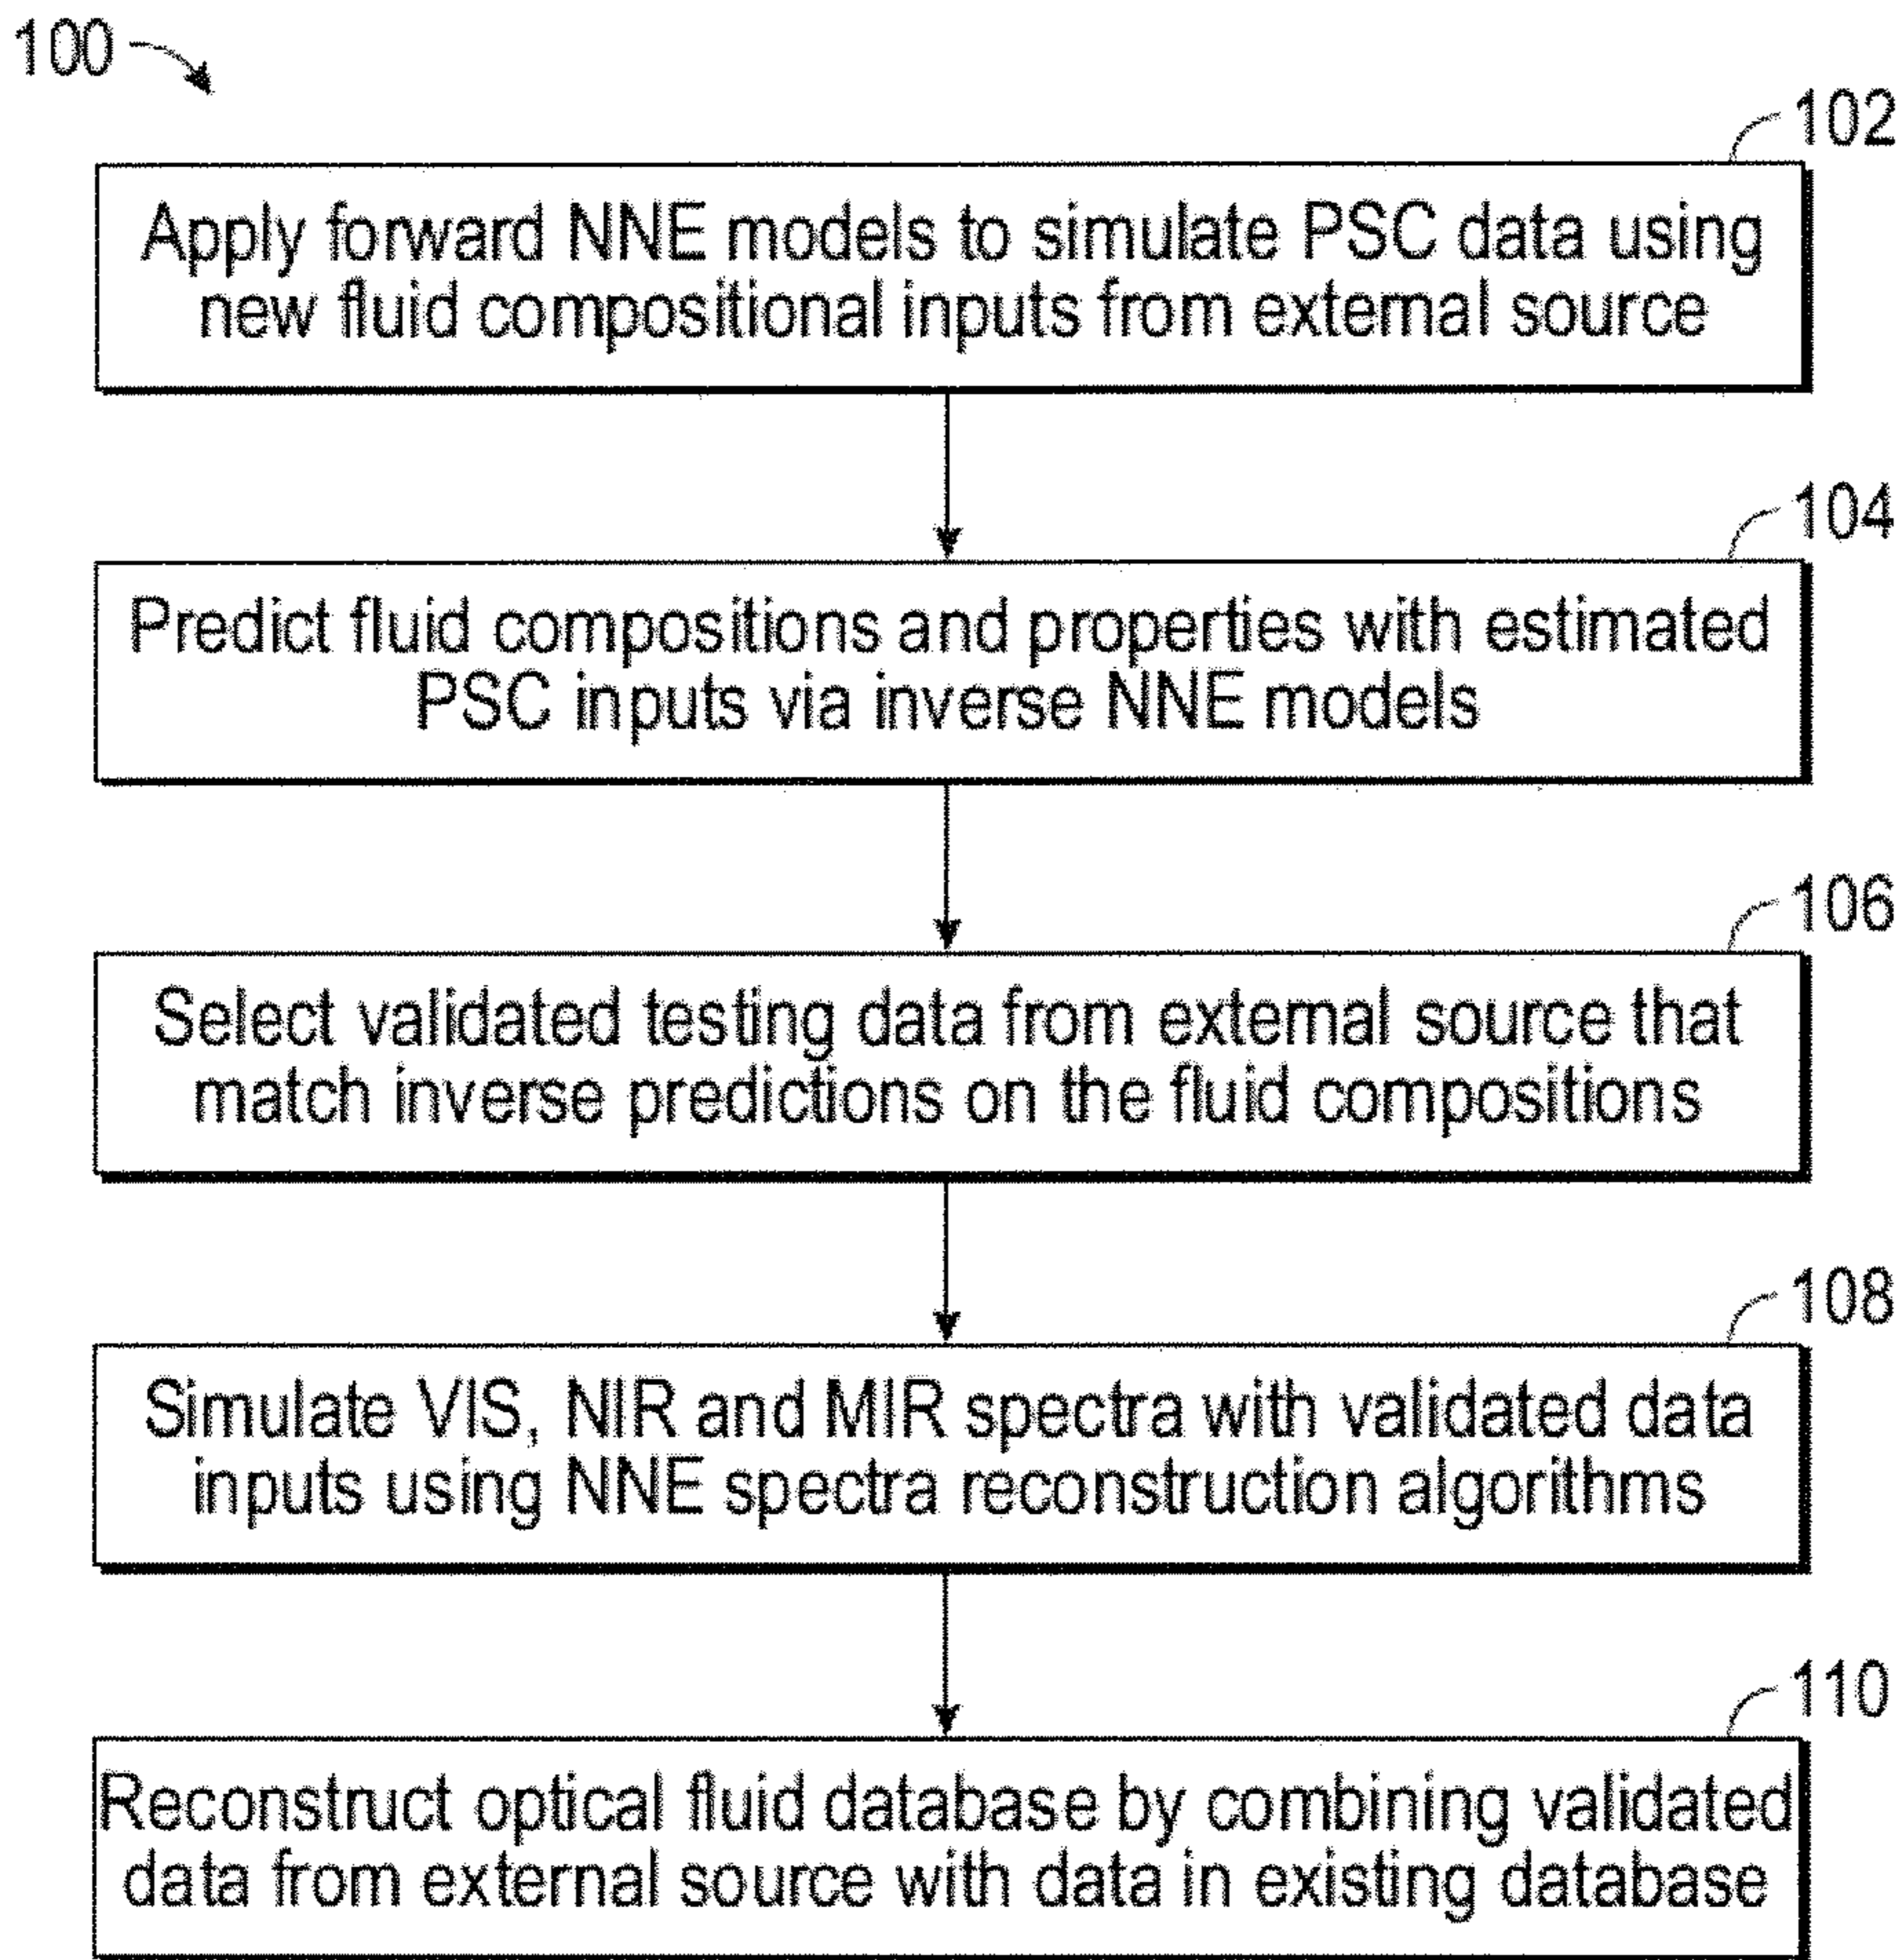 100
102
Apply forward NNE models to simulate PSC data using
new fluid compositional inputs from external source
104
Predict fluid compositions and properties with estimated
PSC inputs via inverse NNE models
106
Select validated testing data from external source that
match inverse predictions on the fluid compositions
108
Simulate VIS, NIR and MIR spectra with validated data
inputs using NNE spectra reconstruction algorithms
110
Reconstruct optical fluid database by combining validated
data from external source with data in existing database